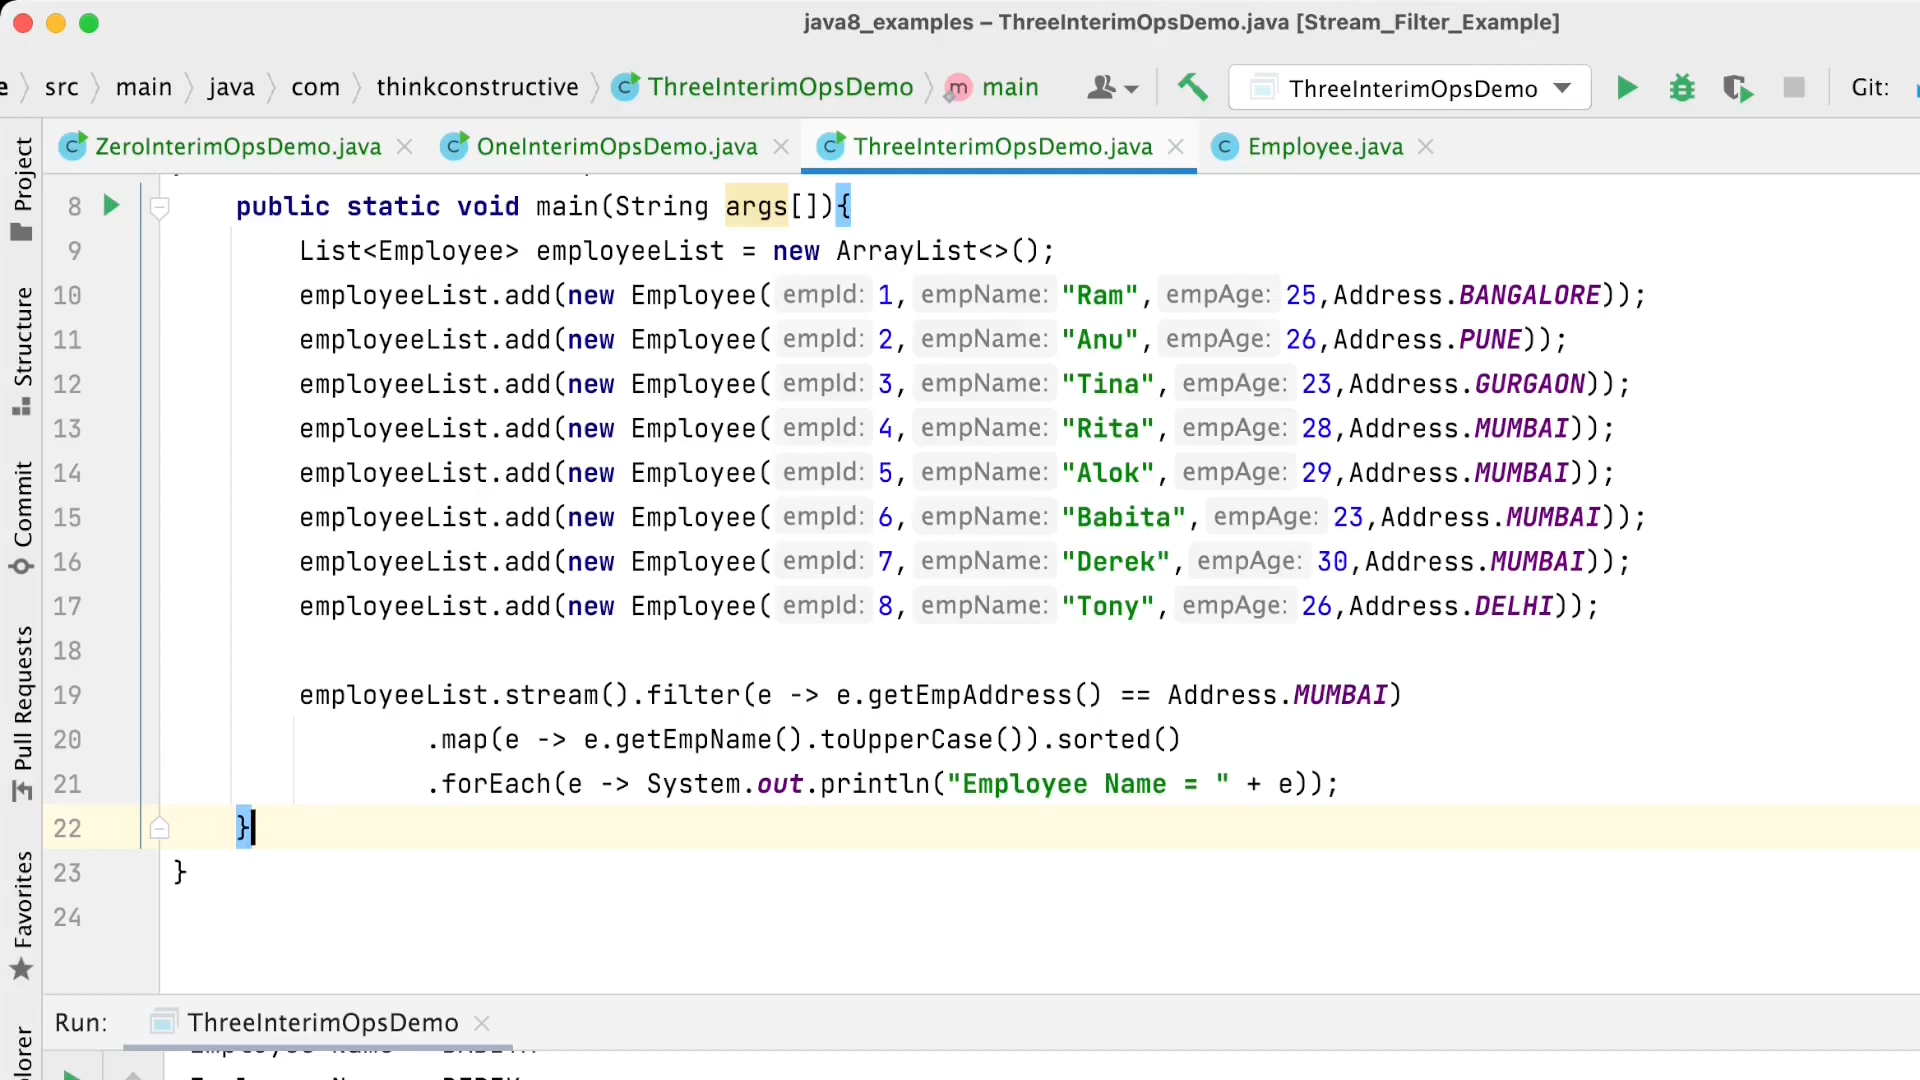 java8_examples – ThreeInterimOpsDemo.java [Stream_Filter_Example]
e 〉 src 〉 main 〉 java 〉 com 〉 thinkconstructive 〉 ThreeInterimOpsDemo 〉 m main ThreeInterimOpsDemo Git:
C ZeroInterimOpsDemo.java C OneInterimOpsDemo.java C ThreeInterimOpsDemo.java C Employee.java
Project
Structure
Commit
Pull Requests
Favorites
lorer
8 public static void main(String args[]){
9 List<Employee> employeeList = new ArrayList<>();
10 employeeList.add(new Employee( empId: 1, empName: "Ram", empAge: 25,Address.BANGALORE));
11 employeeList.add(new Employee( empId: 2, empName: "Anu", empAge: 26,Address.PUNE));
12 employeeList.add(new Employee( empId: 3, empName: "Tina", empAge: 23,Address.GURGAON));
13 employeeList.add(new Employee( empId: 4, empName: "Rita", empAge: 28,Address.MUMBAI));
14 employeeList.add(new Employee( empId: 5, empName: "Alok", empAge: 29,Address.MUMBAI));
15 employeeList.add(new Employee( empId: 6, empName: "Babita", empAge: 23,Address.MUMBAI));
16 employeeList.add(new Employee( empId: 7, empName: "Derek", empAge: 30,Address.MUMBAI));
17 employeeList.add(new Employee( empId: 8, empName: "Tony", empAge: 26,Address.DELHI));
18
19 employeeList.stream().filter(e -> e.getEmpAddress() == Address.MUMBAI)
20 .map(e -> e.getEmpName().toUpperCase()).sorted()
21 .forEach(e -> System.out.println("Employee Name = " + e));
22 }
23 }
24
Run: ThreeInterimOpsDemo